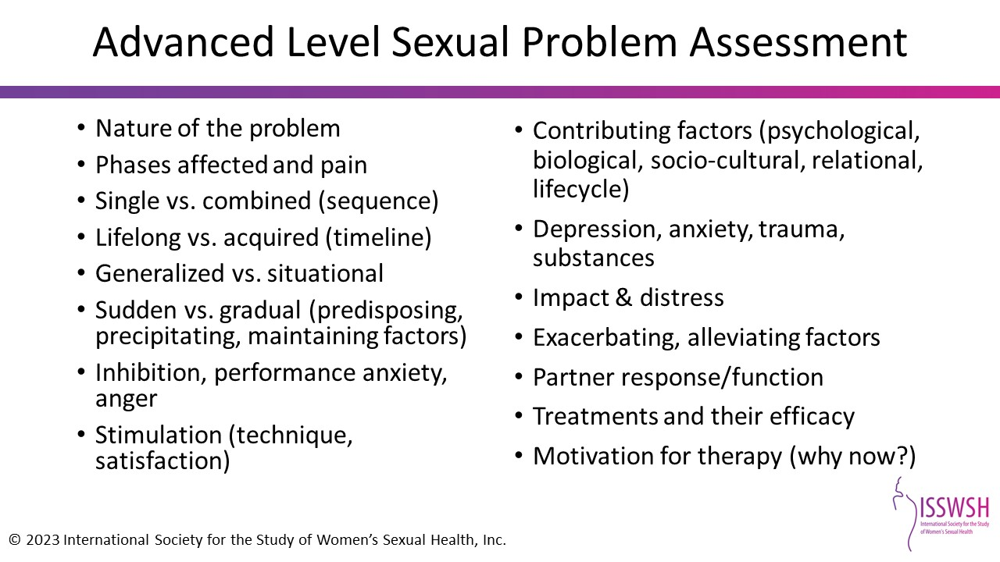 Advanced Level Sexual Problem Assessment
• Nature of the problem
• Phases affected and pain
• Single vs. combined (sequence)
• Lifelong vs. acquired (timeline)
• Generalized vs. situational
• Sudden vs. gradual (predisposing,
precipitating, maintaining factors)
• Inhibition, performance anxiety,
anger
• Stimulation (technique,
satisfaction)
• Contributing factors (psychological,
biological, socio-cultural, relational,
lifecycle)
• Depression, anxiety, trauma,
substances
• Impact & distress
• Exacerbating, alleviating factors
• Partner response/function
• Treatments and their efficacy
• Motivation for therapy (why now?)
ISSWSH
International Society for the Study
of Women's Sexual Health
© 2023 International Society for the Study of Women’s Sexual Health, Inc.